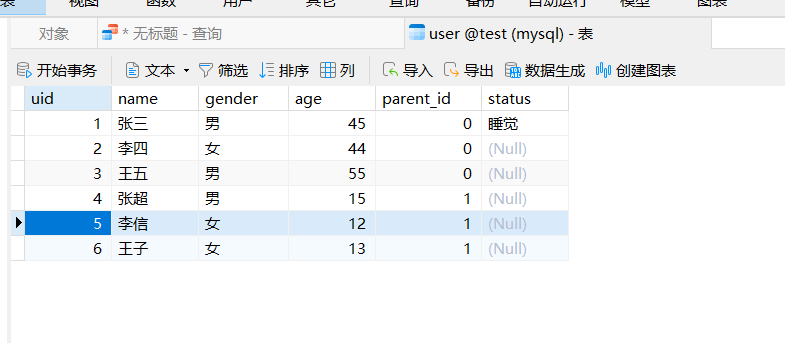 表 视图 函数 用户 其它 查询 备份 自动运行 模型 图表
对象 * 无标题 - 查询 user @test (mysql) - 表
开始事务 文本 筛选 排序 列 导入 导出 数据生成 创建图表
uid name gender age parent_id status
1 张三 男 45 0 睡觉
2 李四 女 44 0 (Null)
3 王五 男 55 0 (Null)
4 张超 男 15 1 (Null)
5 李信 女 12 1 (Null)
6 王子 女 13 1 (Null)